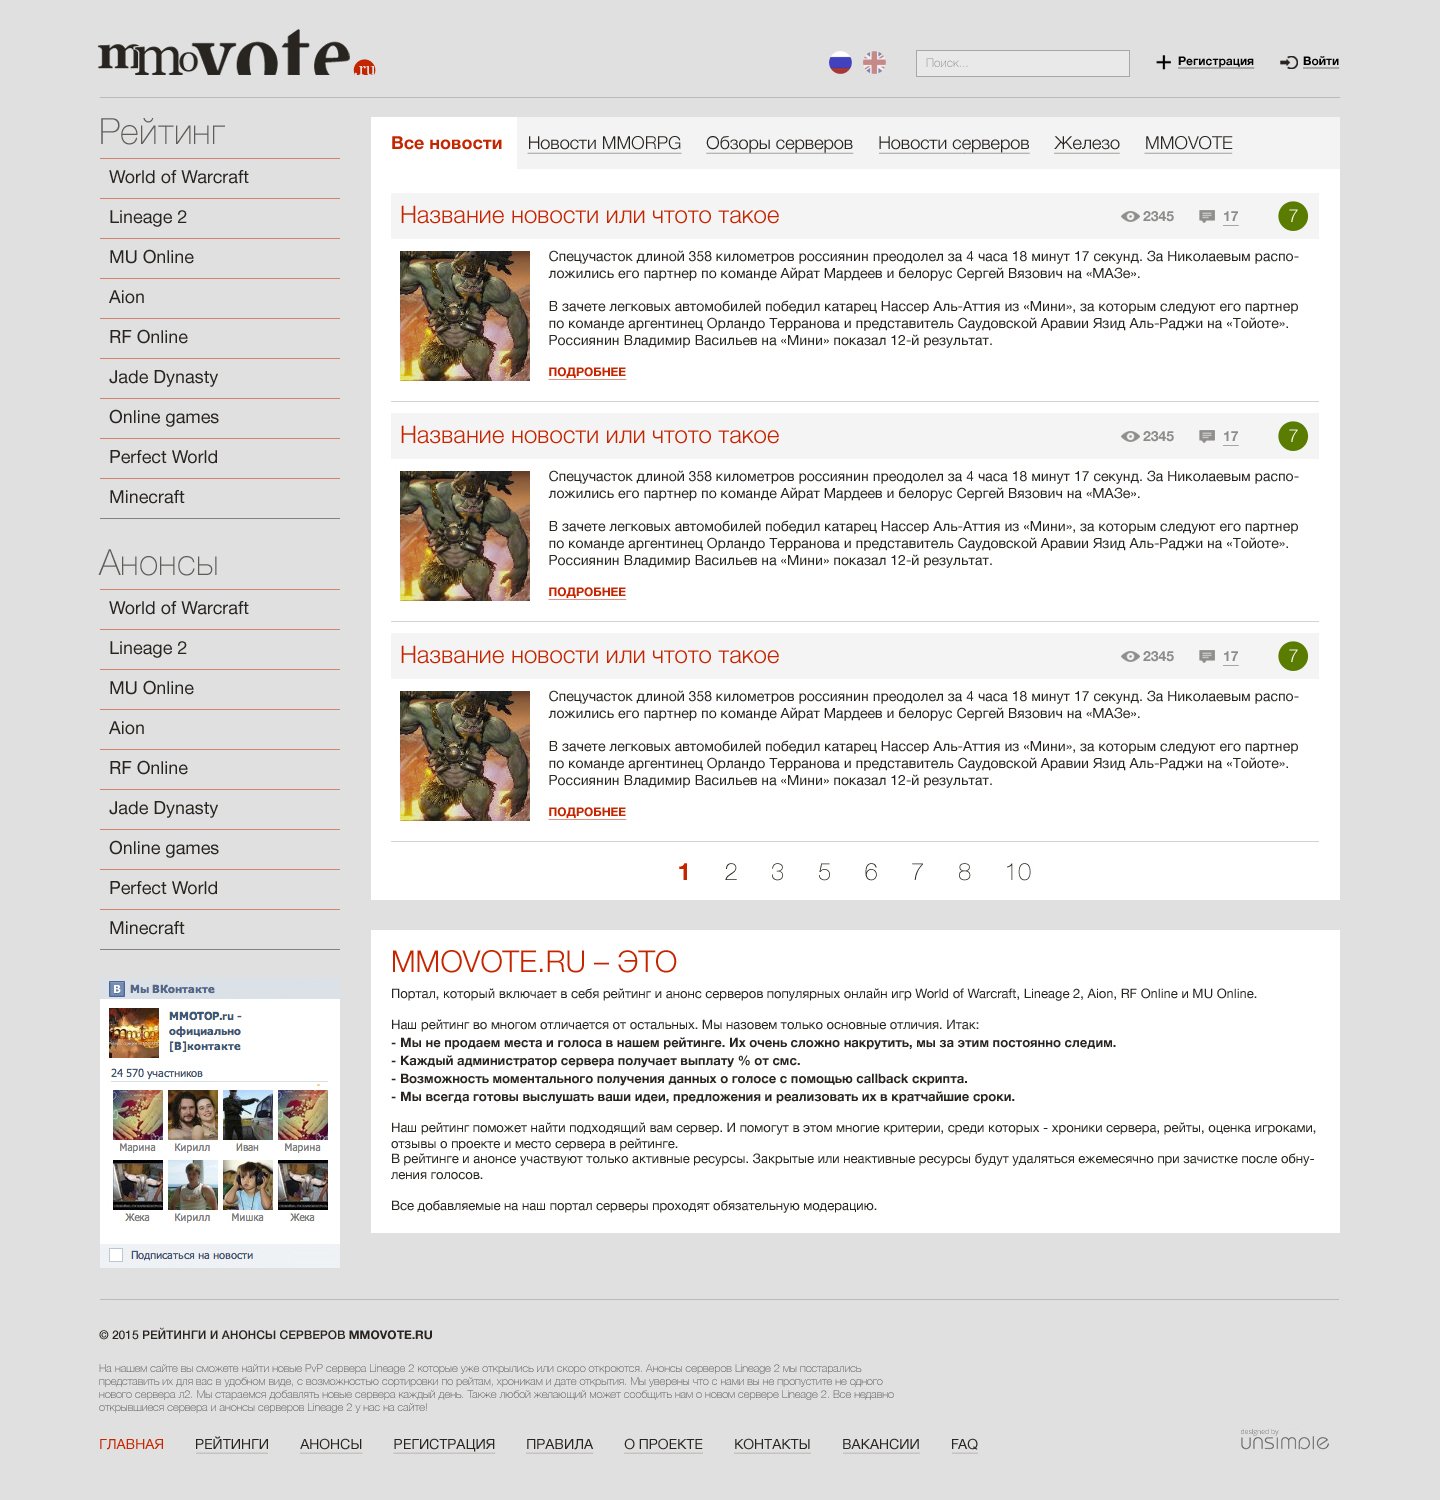 mmovote.ru
Поиск...
Регистрация
Войти
Рейтинг
World of Warcraft
Lineage 2
MU Online
Aion
RF Online
Jade Dynasty
Online games
Perfect World
Minecraft
Анонсы
World of Warcraft
Lineage 2
MU Online
Aion
RF Online
Jade Dynasty
Online games
Perfect World
Minecraft
В Мы ВКонтакте
MMOTOP.ru -
официально
[В]контакте
24 570 участников
Марина Кирилл Иван Марина
Жека Кирилл Мишка Жека
Подписаться на новости
Все новости Новости MMORPG Обзоры серверов Новости серверов Железо MMOVOTE
Название новости или чтото такое 2345 17 7
Спецучасток длиной 358 километров россиянин преодолел за 4 часа 18 минут 17 секунд. За Николаевым распо-
ложились его партнер по команде Айрат Мардеев и белорус Сергей Вязович на «МАЗе».
В зачете легковых автомобилей победил катарец Нассер Аль-Аттия из «Мини», за которым следуют его партнер
по команде аргентинец Орландо Терранова и представитель Саудовской Аравии Язид Аль-Раджи на «Тойоте».
Россиянин Владимир Васильев на «Мини» показал 12-й результат.
ПОДРОБНЕЕ
Название новости или чтото такое 2345 17 7
Спецучасток длиной 358 километров россиянин преодолел за 4 часа 18 минут 17 секунд. За Николаевым распо-
ложились его партнер по команде Айрат Мардеев и белорус Сергей Вязович на «МАЗе».
В зачете легковых автомобилей победил катарец Нассер Аль-Аттия из «Мини», за которым следуют его партнер
по команде аргентинец Орландо Терранова и представитель Саудовской Аравии Язид Аль-Раджи на «Тойоте».
Россиянин Владимир Васильев на «Мини» показал 12-й результат.
ПОДРОБНЕЕ
Название новости или чтото такое 2345 17 7
Спецучасток длиной 358 километров россиянин преодолел за 4 часа 18 минут 17 секунд. За Николаевым распо-
ложились его партнер по команде Айрат Мардеев и белорус Сергей Вязович на «МАЗе».
В зачете легковых автомобилей победил катарец Нассер Аль-Аттия из «Мини», за которым следуют его партнер
по команде аргентинец Орландо Терранова и представитель Саудовской Аравии Язид Аль-Раджи на «Тойоте».
Россиянин Владимир Васильев на «Мини» показал 12-й результат.
ПОДРОБНЕЕ
1 2 3 5 6 7 8 10
MMOVOTE.RU – ЭТО
Портал, который включает в себя рейтинг и анонс серверов популярных онлайн игр World of Warcraft, Lineage 2, Aion, RF Online и MU Online.
Наш рейтинг во многом отличается от остальных. Мы назовем только основные отличия. Итак:
- Мы не продаем места и голоса в нашем рейтинге. Их очень сложно накрутить, мы за этим постоянно следим.
- Каждый администратор сервера получает выплату % от смс.
- Возможность моментального получения данных о голосе с помощью callback скрипта.
- Мы всегда готовы выслушать ваши идеи, предложения и реализовать их в кратчайшие сроки.
Наш рейтинг поможет найти подходящий вам сервер. И помогут в этом многие критерии, среди которых - хроники сервера, рейты, оценка игроками,
отзывы о проекте и место сервера в рейтинге.
В рейтинге и анонсе участвуют только активные ресурсы. Закрытые или неактивные ресурсы будут удаляться ежемесячно при зачистке после обну-
ления голосов.
Все добавляемые на наш портал серверы проходят обязательную модерацию.
© 2015 РЕЙТИНГИ И АНОНСЫ СЕРВЕРОВ MMOVOTE.RU
На нашем сайте вы сможете найти новые PvP сервера Lineage 2 которые уже открылись или скоро откроются. Анонсы серверов Lineage 2 мы постарались
представить их для вас в удобном виде, с возможностью сортировки по рейтам, хроникам и дате открытия. Мы уверены что с нами вы не пропустите не одного
нового сервера л2. Мы стараемся добавлять новые сервера каждый день. Также любой желающий может сообщить нам о новом сервере Lineage 2. Все недавно
открывшиеся сервера и анонсы серверов Lineage 2 у нас на сайте!
ГЛАВНАЯ РЕЙТИНГИ АНОНСЫ РЕГИСТРАЦИЯ ПРАВИЛА О ПРОЕКТЕ КОНТАКТЫ ВАКАНСИИ FAQ
designed by
unsimple